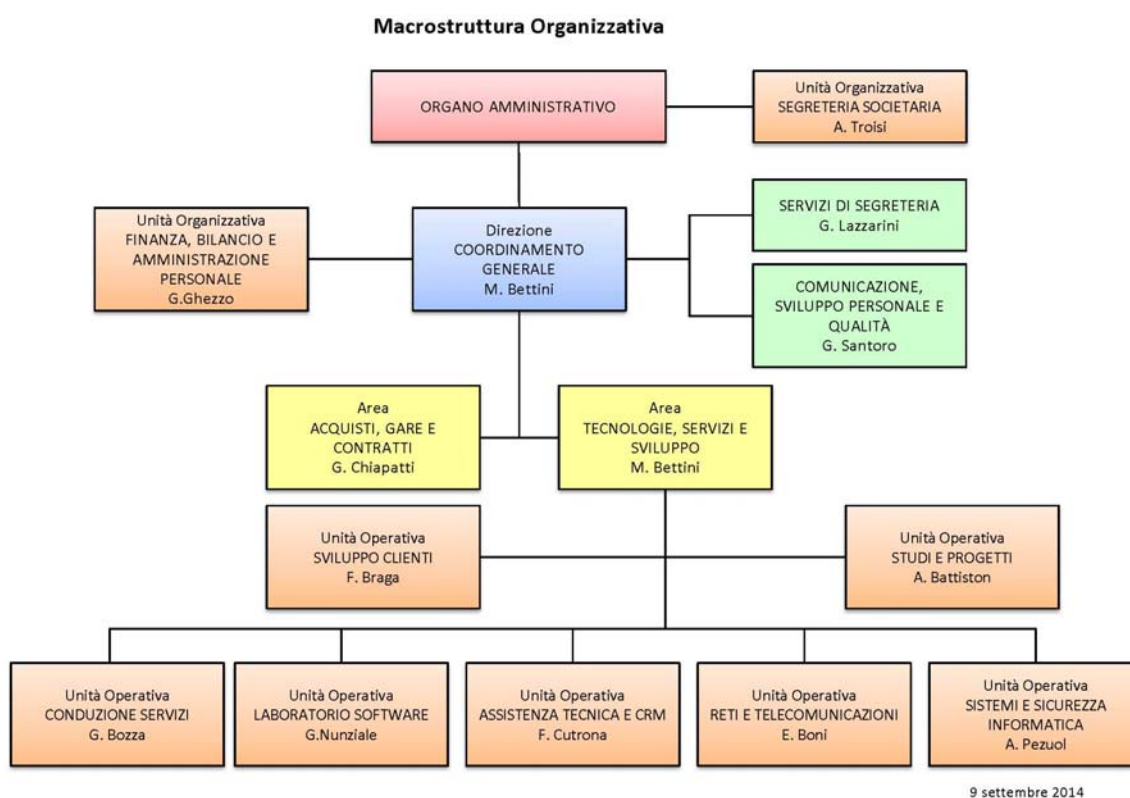 Macrostruttura Organizzativa
ORGANO AMMINISTRATIVO
Unità Organizzativa
SEGRETERIA SOCIETARIA
A. Troisi
Unità Organizzativa
FINANZA, BILANCIO E
AMMINISTRAZIONE
PERSONALE
G.Ghezzo
Direzione
COORDINAMENTO
GENERALE
M. Bettini
SERVIZI DI SEGRETERIA
G. Lazzarini
COMUNICAZIONE,
SVILUPPO PERSONALE E
QUALITÀ
G. Santoro
Area
ACQUISTI, GARE E
CONTRATTI
G. Chiapatti
Area
TECNOLOGIE, SERVIZI E
SVILUPPO
M. Bettini
Unità Operativa
SVILUPPO CLIENTI
F. Braga
Unità Operativa
STUDI E PROGETTI
A. Battiston
Unità Operativa
CONDUZIONE SERVIZI
G. Bozza
Unità Operativa
LABORATORIO SOFTWARE
G.Nunziale
Unità Operativa
ASSISTENZA TECNICA E CRM
F. Cutrona
Unità Operativa
RETI E TELECOMUNICAZIONI
E. Boni
Unità Operativa
SISTEMI E SICUREZZA
INFORMATICA
A. Pezuol
9 settembre 2014